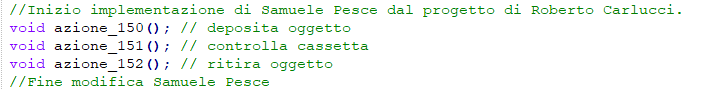 //Inizio implementazione di Samuele Pesce dal progetto di Roberto Carlucci.
void azione_150(); // deposita oggetto
void azione_151(); // controlla cassetta
void azione_152(); // ritira oggetto
//Fine modifica Samuele Pesce